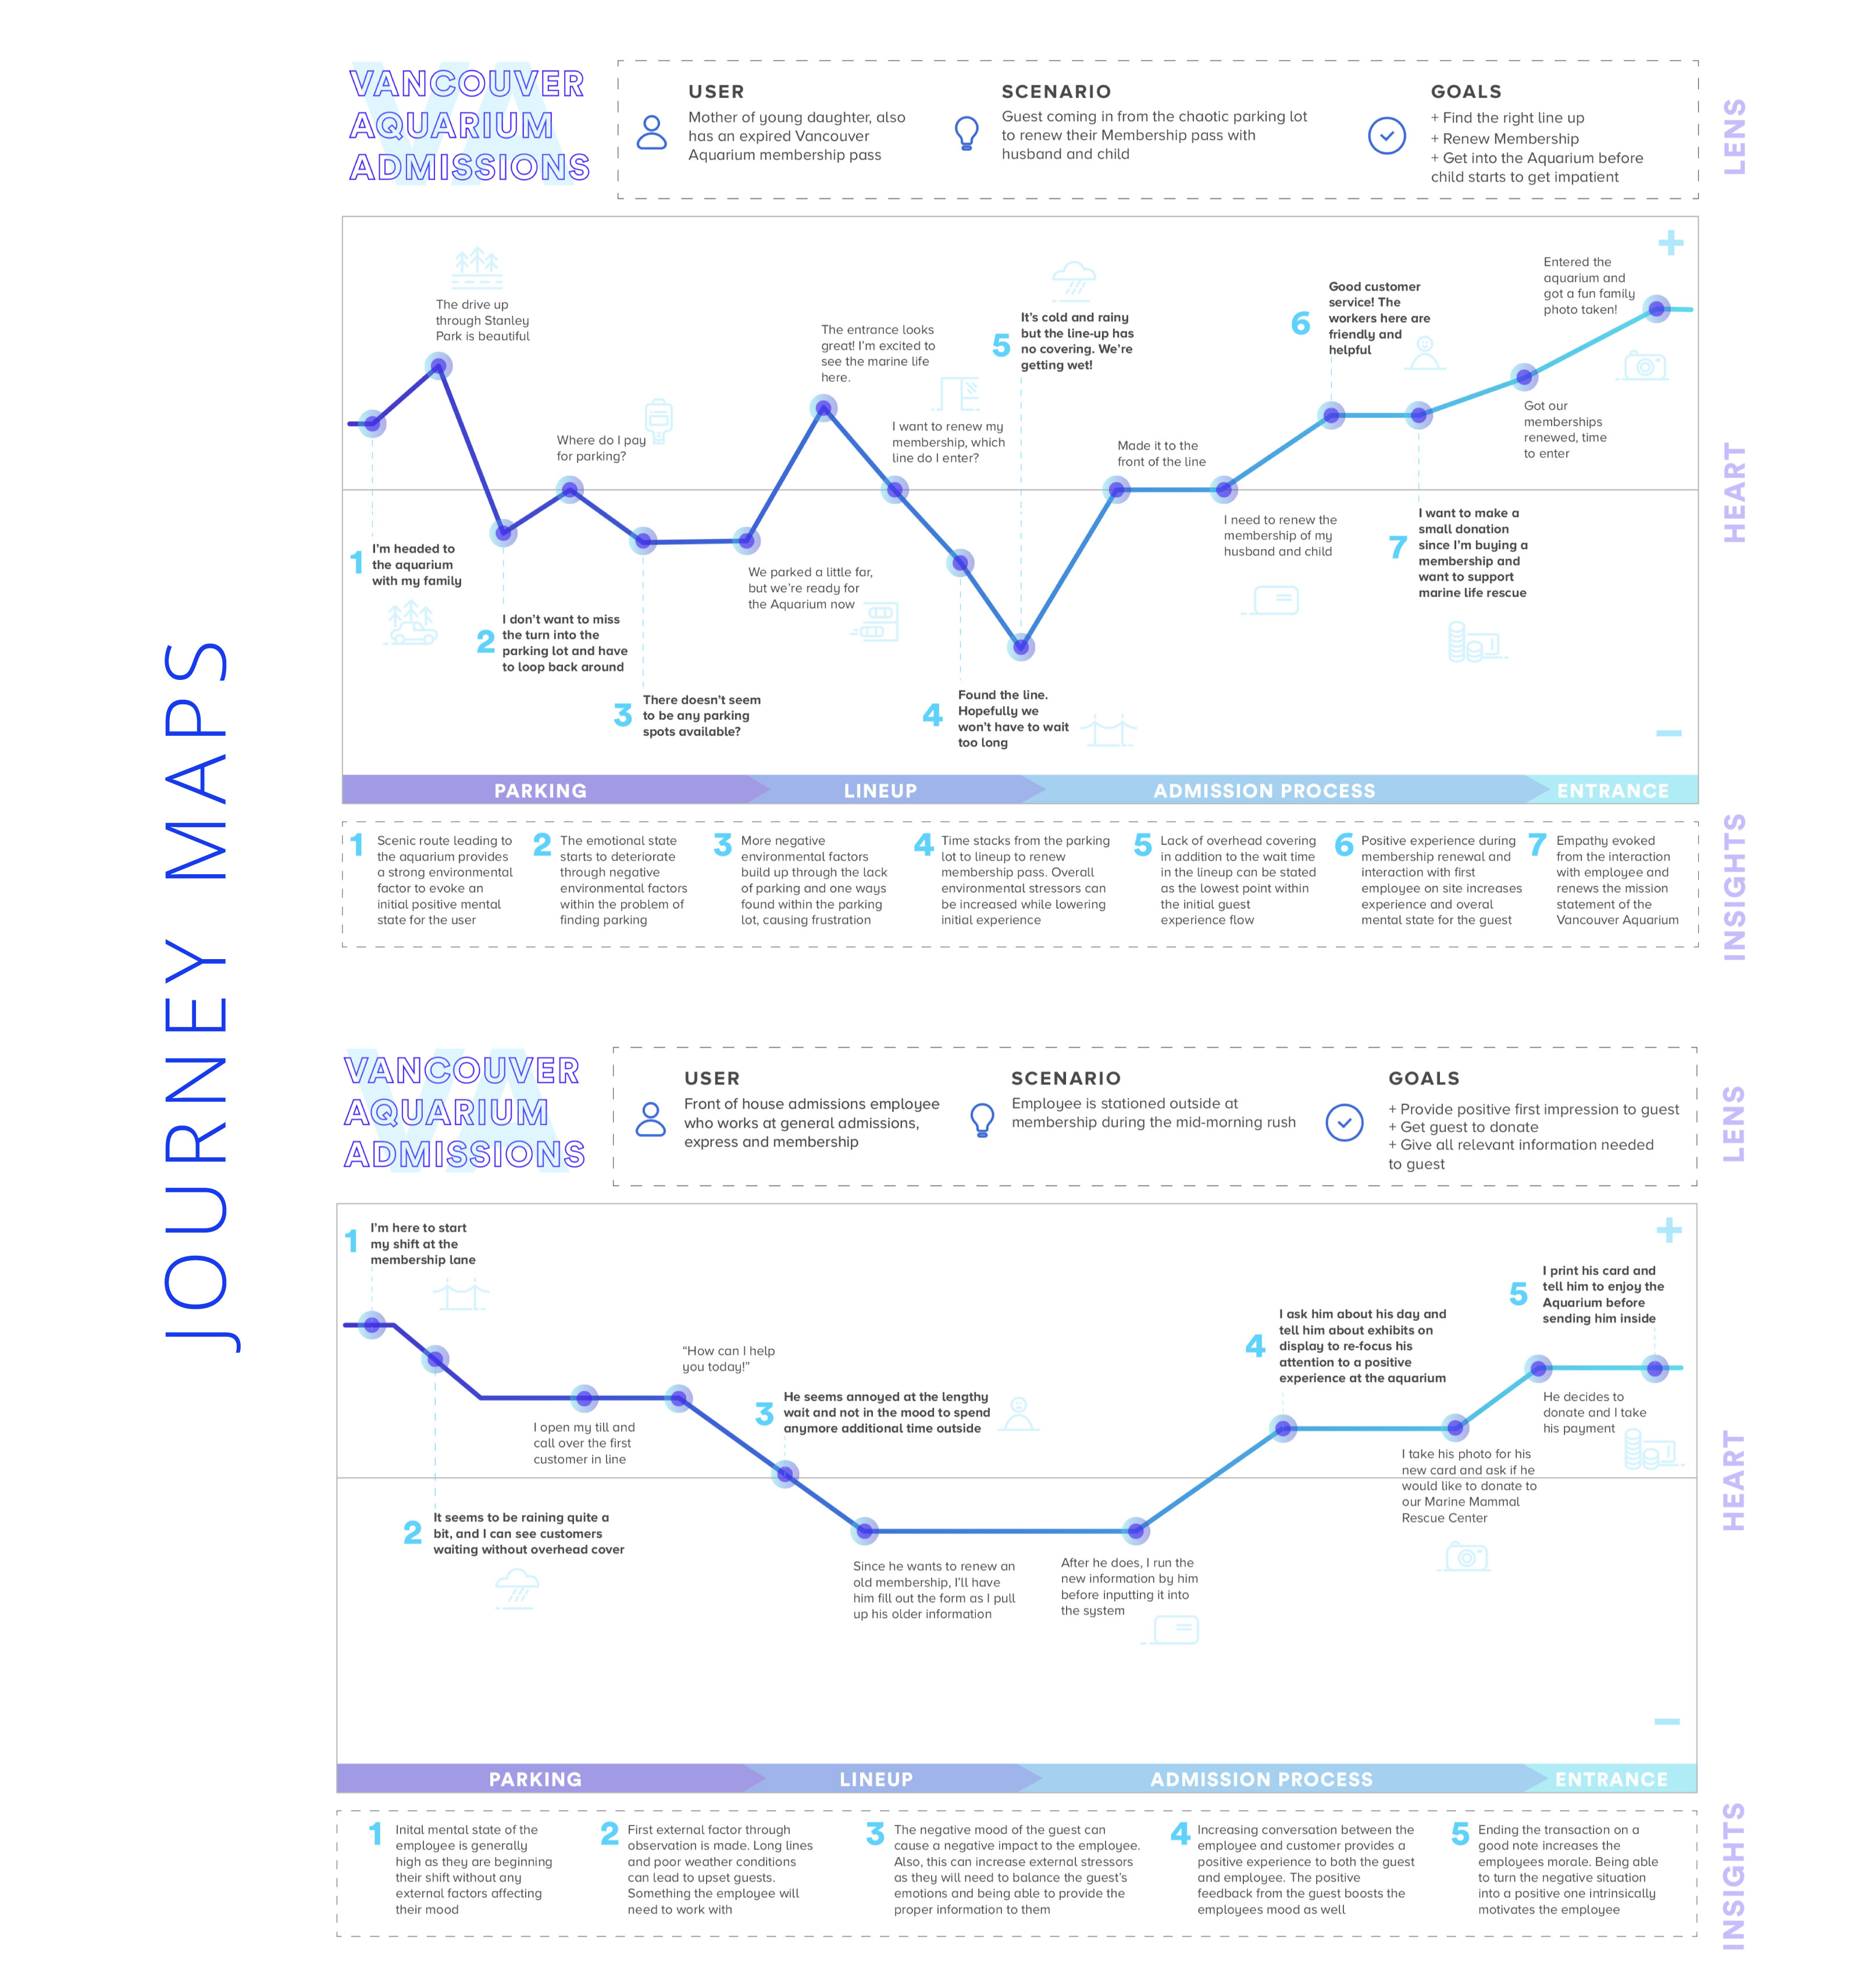 JOURNEY MAPS
VANCOUVER
AQUARIUM
ADMISSIONS
VA
USER
Mother of young daughter, also
has an expired Vancouver
Aquarium membership pass
SCENARIO
Guest coming in from the chaotic parking lot
to renew their Membership pass with
husband and child
GOALS
+ Find the right line up
+ Renew Membership
+ Get into the Aquarium before
child starts to get impatient
LENS
The drive up
through Stanley
Park is beautiful
1
I'm headed to
the aquarium
with my family
2
I don't want to miss
the turn into the
parking lot and have
to loop back around
Where do I pay
for parking?
3
There doesn't seem
to be any parking
spots available?
We parked a little far,
but we're ready for
the Aquarium now
The entrance looks
great! I'm excited to
see the marine life
here.
I want to renew my
membership, which
line do I enter?
4
Found the line.
Hopefully we
won't have to wait
too long
5
It's cold and rainy
but the line-up has
no covering. We're
getting wet!
Made it to the
front of the line
I need to renew the
membership of my
husband and child
6
Good customer
service! The
workers here are
friendly and
helpful
7
I want to make a
small donation
since I'm buying a
membership and
want to support
marine life rescue
Got our
memberships
renewed, time
to enter
Entered the
aquarium and
got a fun family
photo taken!
+
−
HEART
PARKING
LINEUP
ADMISSION PROCESS
ENTRANCE
1
Scenic route leading to
the aquarium provides
a strong environmental
factor to evoke an
initial positive mental
state for the user
2
The emotional state
starts to deteriorate
through negative
environmental factors
within the problem of
finding parking
3
More negative
environmental factors
build up through the lack
of parking and one ways
found within the parking
lot, causing frustration
4
Time stacks from the parking
lot to lineup to renew
membership pass. Overall
environmental stressors can
be increased while lowering
initial experience
5
Lack of overhead covering
in addition to the wait time
in the lineup can be stated
as the lowest point within
the initial guest
experience flow
6
Positive experience during
membership renewal and
interaction with first
employee on site increases
experience and overal
mental state for the guest
7
Empathy evoked
from the interaction
with employee and
renews the mission
statement of the
Vancouver Aquarium
INSIGHTS
VANCOUVER
AQUARIUM
ADMISSIONS
VA
USER
Front of house admissions employee
who works at general admissions,
express and membership
SCENARIO
Employee is stationed outside at
membership during the mid-morning rush
GOALS
+ Provide positive first impression to guest
+ Get guest to donate
+ Give all relevant information needed
to guest
LENS
1
I'm here to start
my shift at the
membership lane
2
It seems to be raining quite a
bit, and I can see customers
waiting without overhead cover
I open my till and
call over the first
customer in line
"How can I help
you today!"
3
He seems annoyed at the lengthy
wait and not in the mood to spend
anymore additional time outside
Since he wants to renew an
old membership, I'll have
him fill out the form as I pull
up his older information
After he does, I run the
new information by him
before inputting it into
the system
4
I ask him about his day and
tell him about exhibits on
display to re-focus his
attention to a positive
experience at the aquarium
I take his photo for his
new card and ask if he
would like to donate to
our Marine Mammal
Rescue Center
He decides to
donate and I take
his payment
5
I print his card and
tell him to enjoy the
Aquarium before
sending him inside
+
−
HEART
PARKING
LINEUP
ADMISSION PROCESS
ENTRANCE
1
Inital mental state of the
employee is generally
high as they are beginning
their shift without any
external factors affecting
their mood
2
First external factor through
observation is made. Long lines
and poor weather conditions
can lead to upset guests.
Something the employee will
need to work with
3
The negative mood of the guest can
cause a negative impact to the employee.
Also, this can increase external stressors
as they will need to balance the guest's
emotions and being able to provide the
proper information to them
4
Increasing conversation between the
employee and customer provides a
positive experience to both the guest
and employee. The positive
feedback from the guest boosts the
employees mood as well
5
Ending the transaction on a
good note increases the
employees morale. Being able
to turn the negative situation
into a positive one intrinsically
motivates the employee
INSIGHTS